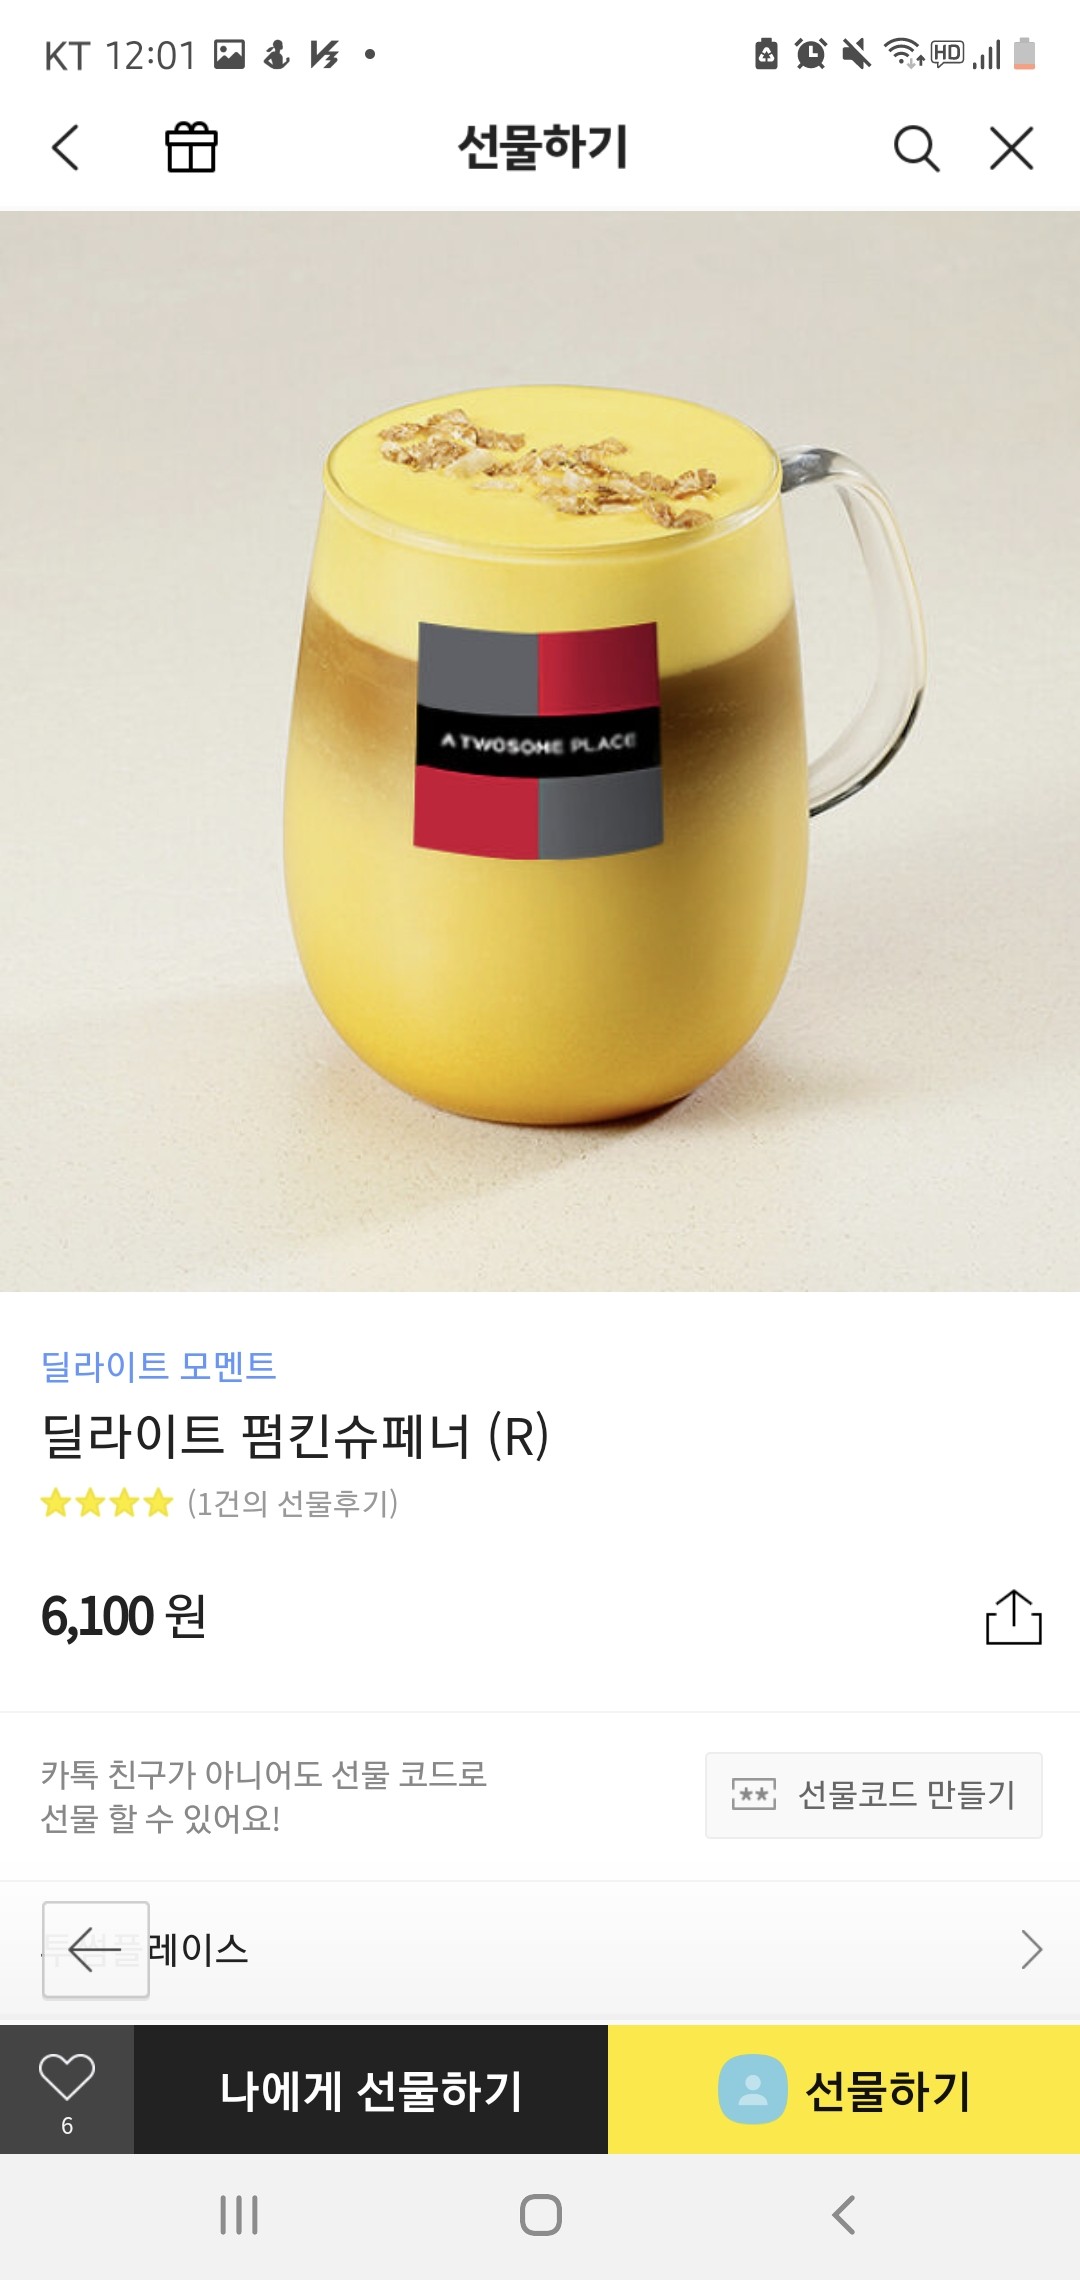 KT 12:01
HD
선물하기
A TWOSOME PLACE
딜라이트 모멘트
딜라이트 펌킨슈페너 (R)
(1건의 선물후기)
6,100 원
카톡 친구가 아니어도 선물 코드로
선물 할 수 있어요!
** 선물코드 만들기
투썸플레이스
6
나에게 선물하기
선물하기